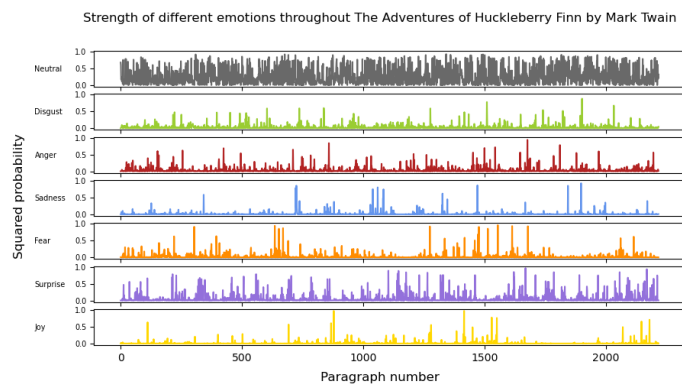 Strength of different emotions throughout The Adventures of Huckleberry Finn by Mark Twain
Squared probability
Neutral
1.0
0.5
0.0
Disgust
1.0
0.5
0.0
Anger
1.0
0.5
0.0
Sadness
1.0
0.5
0.0
Fear
1.0
0.5
0.0
Surprise
1.0
0.5
0.0
Joy
1.0
0.5
0.0
0 500 1000 1500 2000
Paragraph number